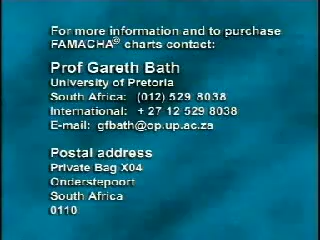 For more information and to purchase
FAMACHA® charts contact:
Prof Gareth Bath
University of Pretoria
South Africa: (012) 529 8038
International: + 27 12 529 8038
E-mail: gfbath@op.up.ac.za
Postal address
Private Bag X04
Onderstepoort
South Africa
0110